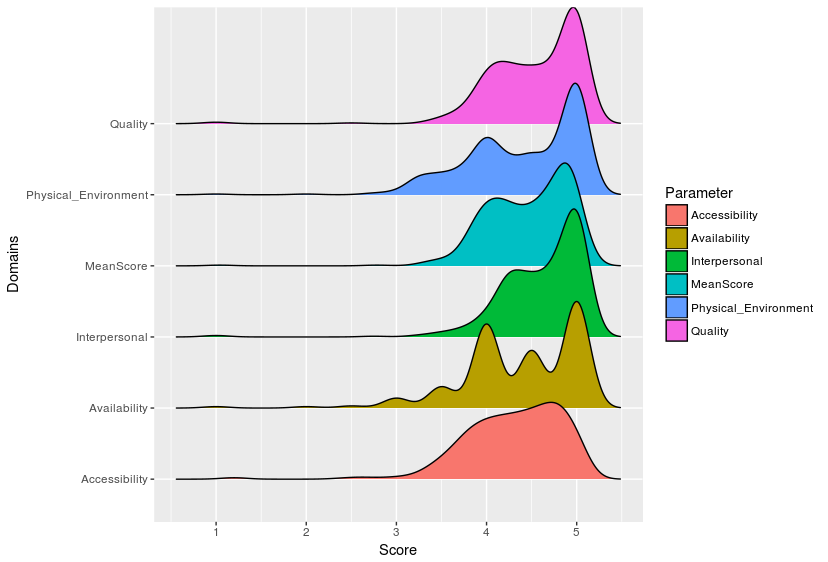 Domains
Quality
Physical_Environment
MeanScore
Interpersonal
Availability
Accessibility
1 2 3 4 5
Score
Parameter
Accessibility
Availability
Interpersonal
MeanScore
Physical_Environment
Quality